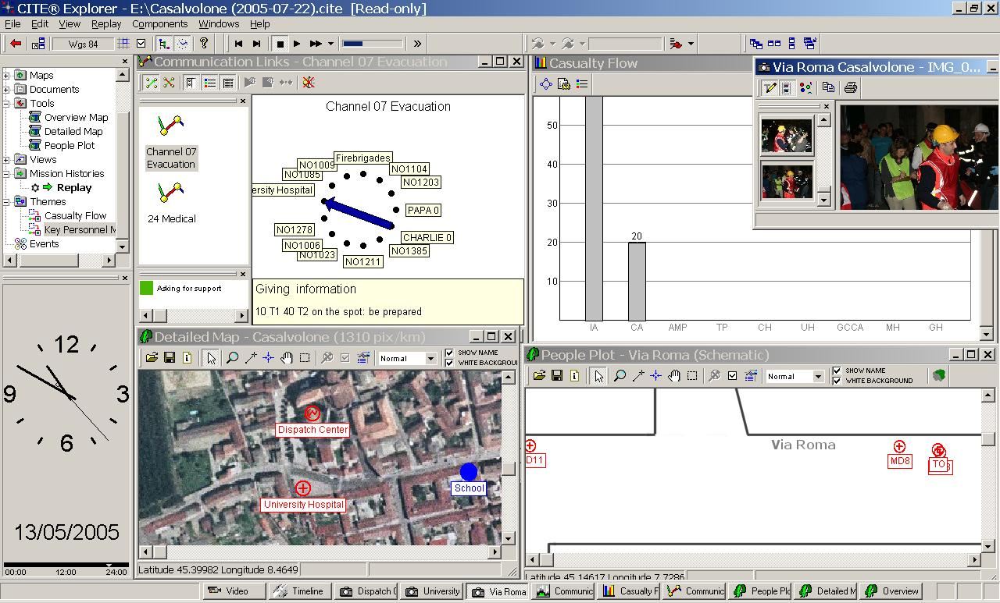 CITE® Explorer - E:\Casalvolone (2005-07-22).cite [Read-only]
File Edit View Replay Components Windows Help
Wgs 84
Maps
Documents
Tools
Overview Map
Detailed Map
People Plot
Views
Mission Histories
Replay
Themes
Casualty Flow
Key Personnel M
Events
12
3
6
9
13/05/2005
00:00 12:00 24:00
Communication Links - Channel 07 Evacuation
Channel 07
Evacuation
24 Medical
Asking for support
Channel 07 Evacuation
Firebrigades
NO1009
NO1104
NO1085
NO1203
ersity Hospital
PAPA 0
NO1278
CHARLIE 0
NO1006
NO1385
NO1023
NO1211
Giving information
10 T1 40 T2 on the spot: be prepared
Casualty Flow
50
40
30
20
10
20
IA CA AMP TP CH UH GCCA MH GH
Via Roma Casalvolone - IMG_0...
Detailed Map - Casalvolone (1310 pix/km)
Normal
SHOW NAME
WHITE BACKGROU
Dispatch Center
School
University Hospital
Latitude 45.39982 Longitude 8.4649
People Plot - Via Roma (Schematic)
Normal
SHOW NAME
WHITE BACKGROUND
Via Roma
D11
MD8
TO
Latitude 45.14617 Longitude 7.7286
Video Timeline Dispatch University Via Roma Communic Casualty F Communic People Plo Detailed M Overview